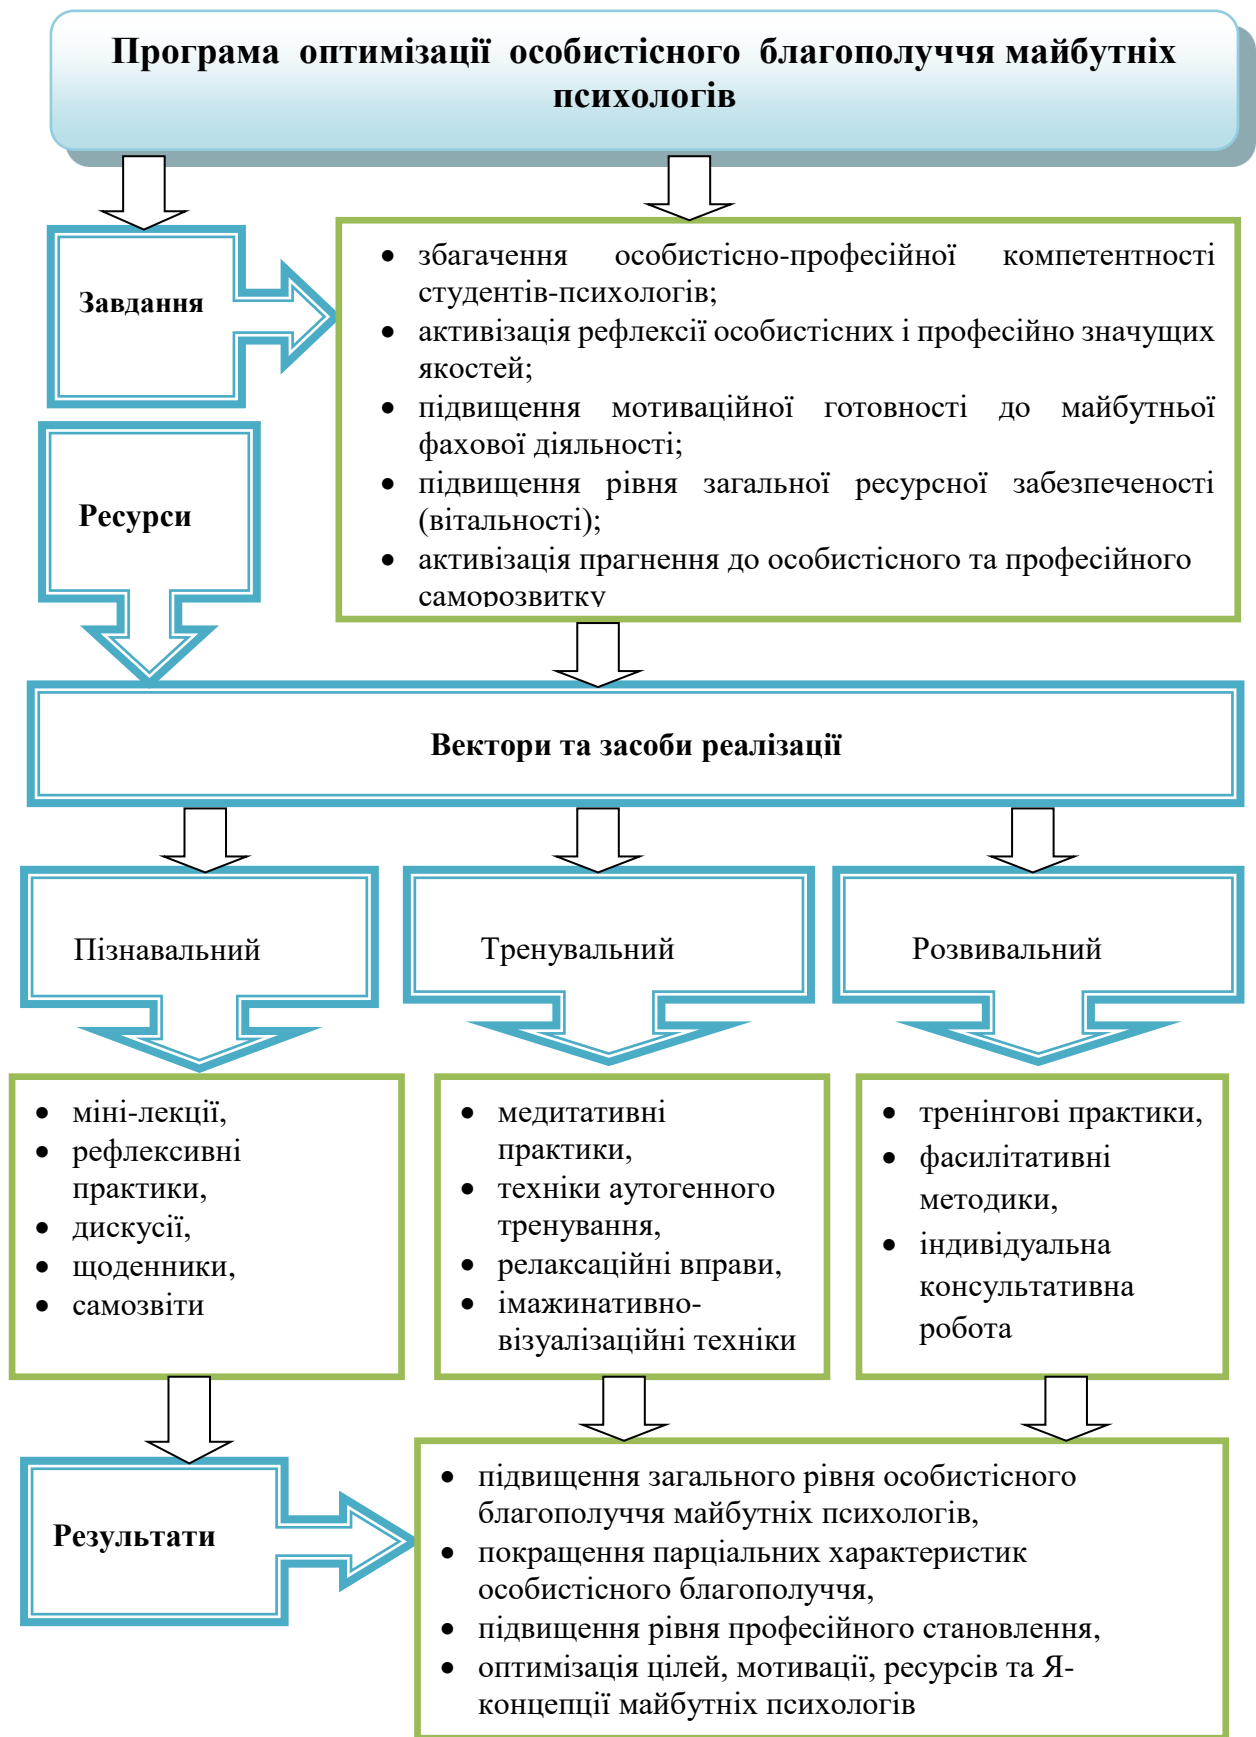 Програма оптимізації особистісного благополуччя майбутніх
психологів
Завдання
• збагачення особистісно-професійної компетентності
студентів-психологів;
• активізація рефлексії особистісних і професійно значущих
якостей;
• підвищення мотиваційної готовності до майбутньої
фахової діяльності;
• підвищення рівня загальної ресурсної забезпеченості
(вітальності);
• активізація прагнення до особистісного та професійного
саморозвитку
Ресурси
Вектори та засоби реалізації
Пізнавальний
Тренувальний
Розвивальний
• міні-лекції,
• рефлексивні
практики,
• дискусії,
• щоденники,
• самозвіти
• медитативні
практики,
• техніки аутогенного
тренування,
• релаксаційні вправи,
• імажинативно-
візуалізаційні техніки
• тренінгові практики,
• фасилітативні
методики,
• індивідуальна
консультативна
робота
Результати
• підвищення загального рівня особистісного
благополуччя майбутніх психологів,
• покращення парціальних характеристик
особистісного благополуччя,
• підвищення рівня професійного становлення,
• оптимізація цілей, мотивації, ресурсів та Я-
концепції майбутніх психологів